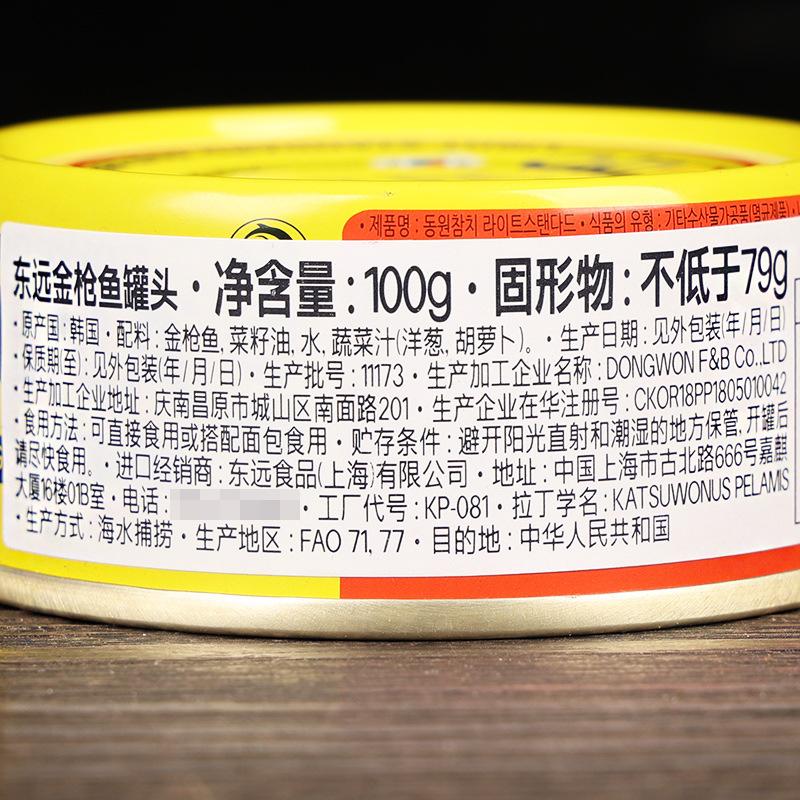 • 제품명 : 동원참치 라이트스탠다드 • 식품의 유형 : 기타수산물가공품(멸균제품) •
东远金枪鱼罐头 · 净含量 : 100g · 固形物 : 不低于79g
·原产国 : 韩国 · 配料 : 金枪鱼, 菜籽油, 水, 蔬菜汁(洋葱, 胡萝卜)。 · 生产日期 : 见外包装(年/月/日)
·保质期(至) : 见外包装(年/月/日) · 生产批号 : 11173 · 生产加工企业名称 : DONGWON F&B Co.,LTD
·生产加工企业地址 : 庆南昌原市城山区南面路201 · 生产企业在华注册号 : CKOR18PP1805010042
·食用方法 : 可直接食用或搭配面包食用 · 贮存条件 : 避开阳光直射和潮湿的地方保管, 开罐后
请尽快食用。 · 进口经销商 : 东远食品(上海)有限公司 · 地址 : 中国上海市古北路666号嘉麒
大厦16楼01B室 · 电话 : · 工厂代号 : KP-081 · 拉丁学名 : KATSUWONUS PELAMIS
·生产方式 : 海水捕捞 · 生产地区 : FAO 71, 77 · 目的地 : 中华人民共和国